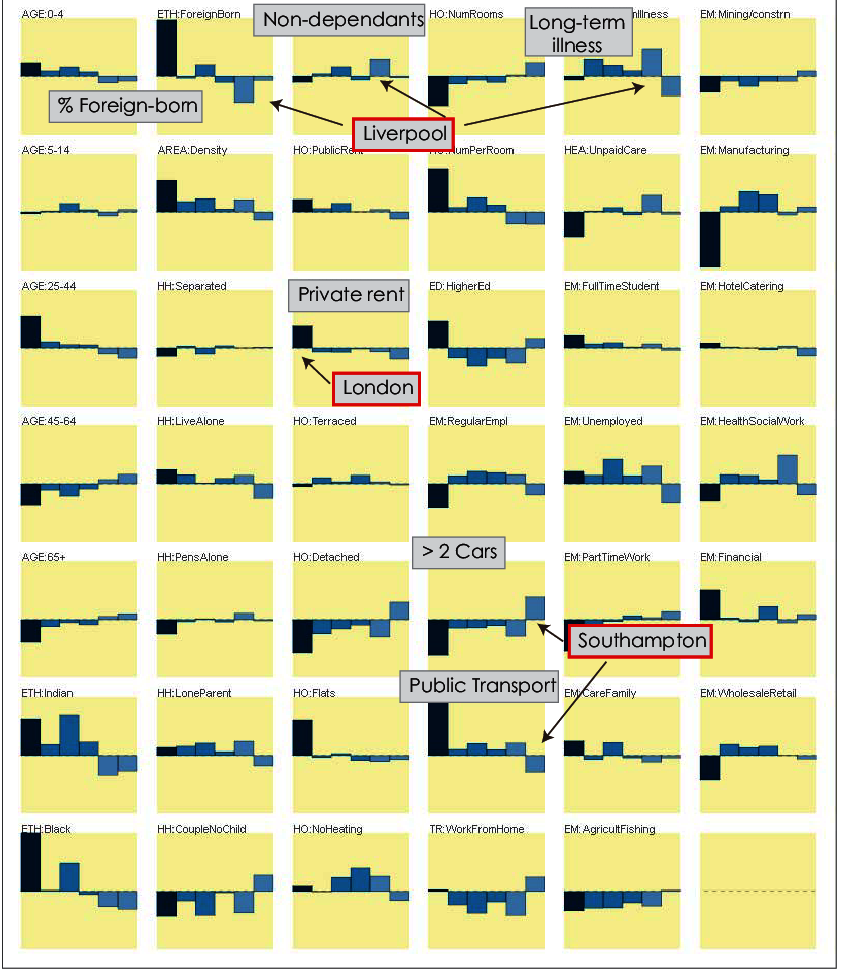 AGE:0-4
ETH:ForeignBorn
Non-dependants
HO:NumRooms
Long-term
illness
EM:Mining/constrin
% Foreign-born
Liverpool
AGE:5-14
AREA:Density
HO:PublicRent
HO:NumPerRoom
HEA:UnpaidCare
EM:Manufacturing
AGE:25-44
HH:Separated
Private rent
ED:HigherEd
EM:FullTimeStudent
EM:HotelCatering
London
AGE:45-64
HH:LiveAlone
HO:Terraced
EM:RegularEmpl
EM:Unemployed
EM:HealthSocialWork
> 2 Cars
AGE:65+
HH:PensAlone
HO:Detached
EM:PartTimeWork
EM:Financial
Southampton
Public Transport
ETH:Indian
HH:LoneParent
HO:Flats
EM:CareFamily
EM:WholesaleRetail
ETH:Black
HH:CoupleNoChild
HO:NoHeating
TR:WorkFromHome
EM:AgricultFishing